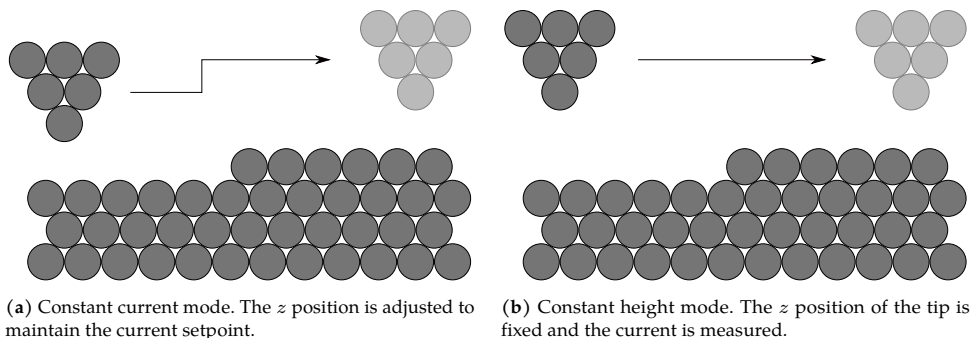 (a) Constant current mode. The z position is adjusted to
maintain the current setpoint.
(b) Constant height mode. The z position of the tip is
fixed and the current is measured.